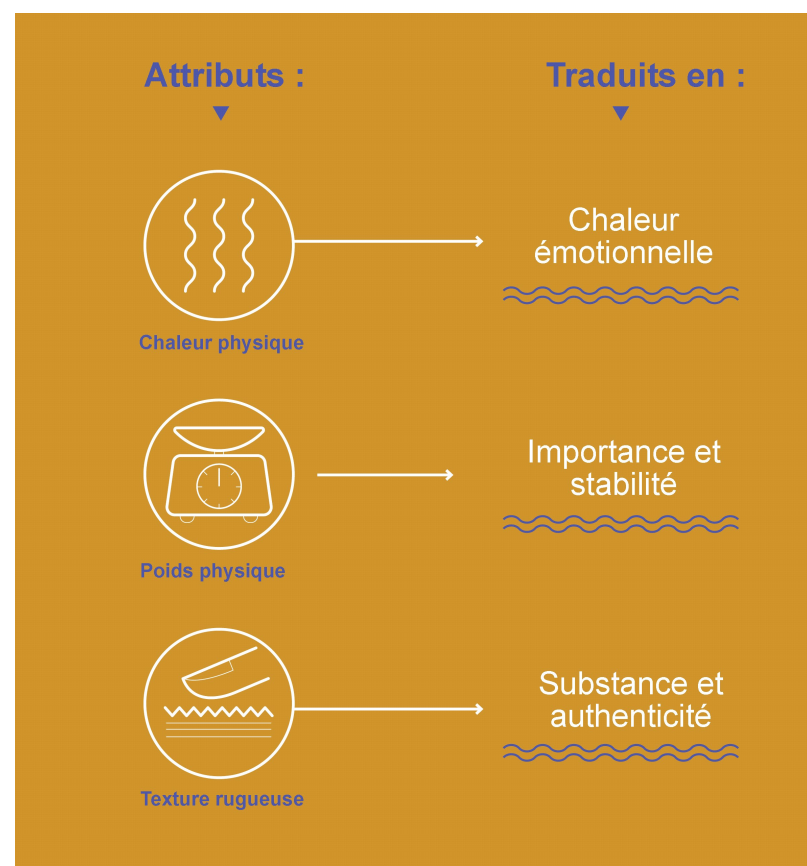 Attributs :
Traduits en :
Chaleur
émotionnelle
Chaleur physique
Importance et
stabilité
Poids physique
Substance et
authenticité
Texture rugueuse